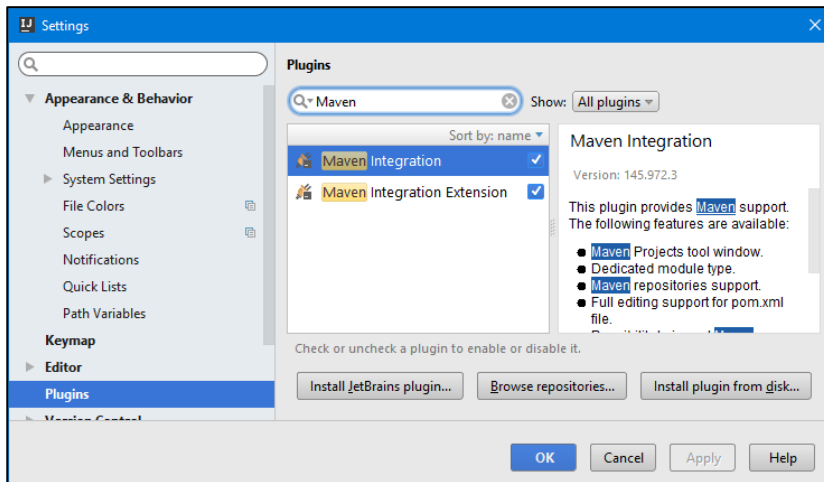 Settings
Appearance & Behavior
Appearance
Menus and Toolbars
System Settings
File Colors
Scopes
Notifications
Quick Lists
Path Variables
Keymap
Editor
Plugins
Version Control
Plugins
Maven
Show: All plugins
Sort by: name
Maven Integration
Maven Integration Extension
Maven Integration
Version: 145.972.3
This plugin provides Maven support.
The following features are available:
● Maven Projects tool window.
● Dedicated module type.
● Maven repositories support.
● Full editing support for pom.xml
file.
Check or uncheck a plugin to enable or disable it.
Install JetBrains plugin...
Browse repositories...
Install plugin from disk...
OK
Cancel
Apply
Help